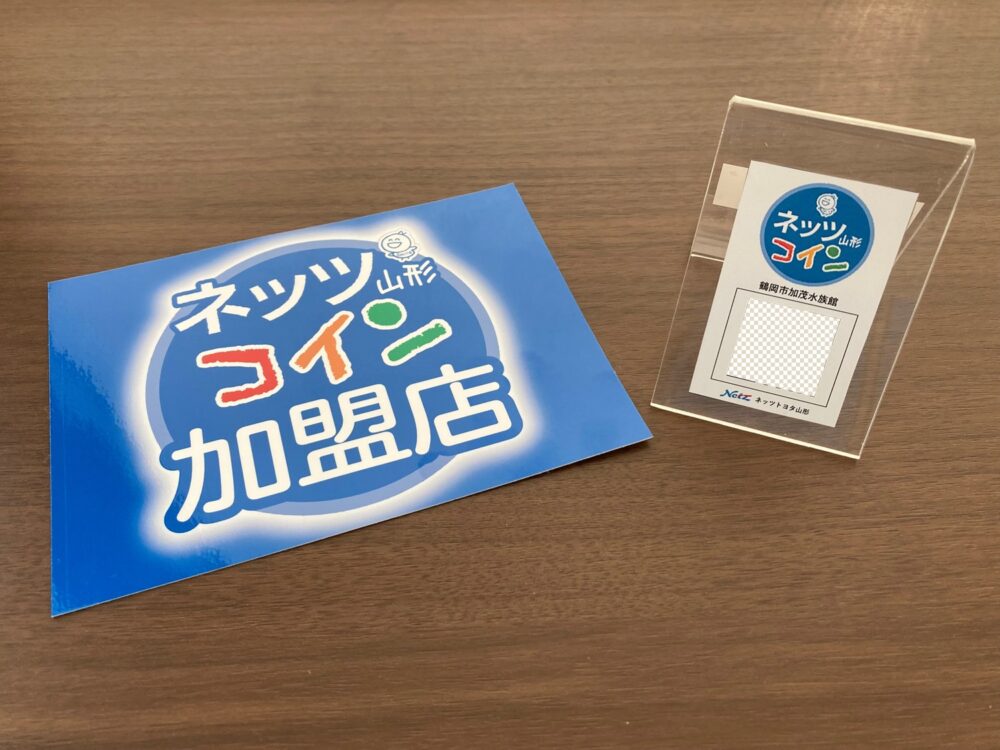 ネッツ山形
コイン
加盟店
ネッツ山形
コイン
鶴岡市加茂水族館
Netz ネッツトヨタ山形